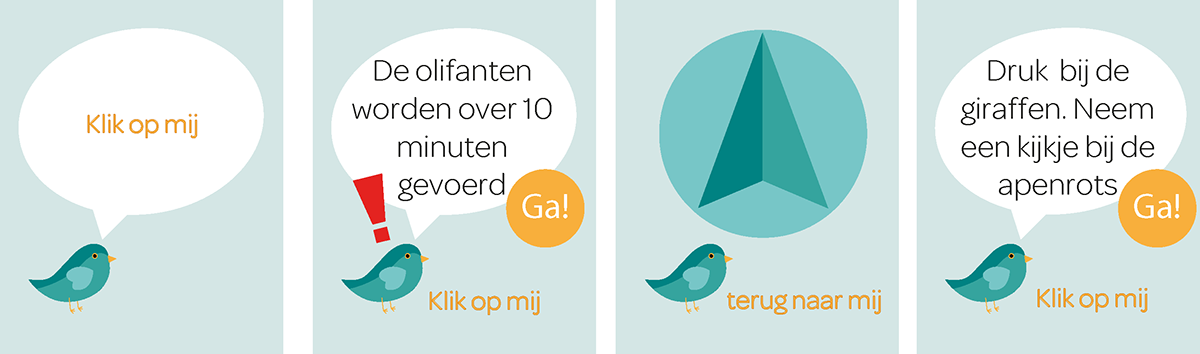 Klik op mij
De olifanten
worden over 10
minuten
gevoerd
Ga!
Klik op mij
terug naar mij
Druk bij de
giraffen. Neem
een kijkje bij de
apenrots
Ga!
Klik op mij